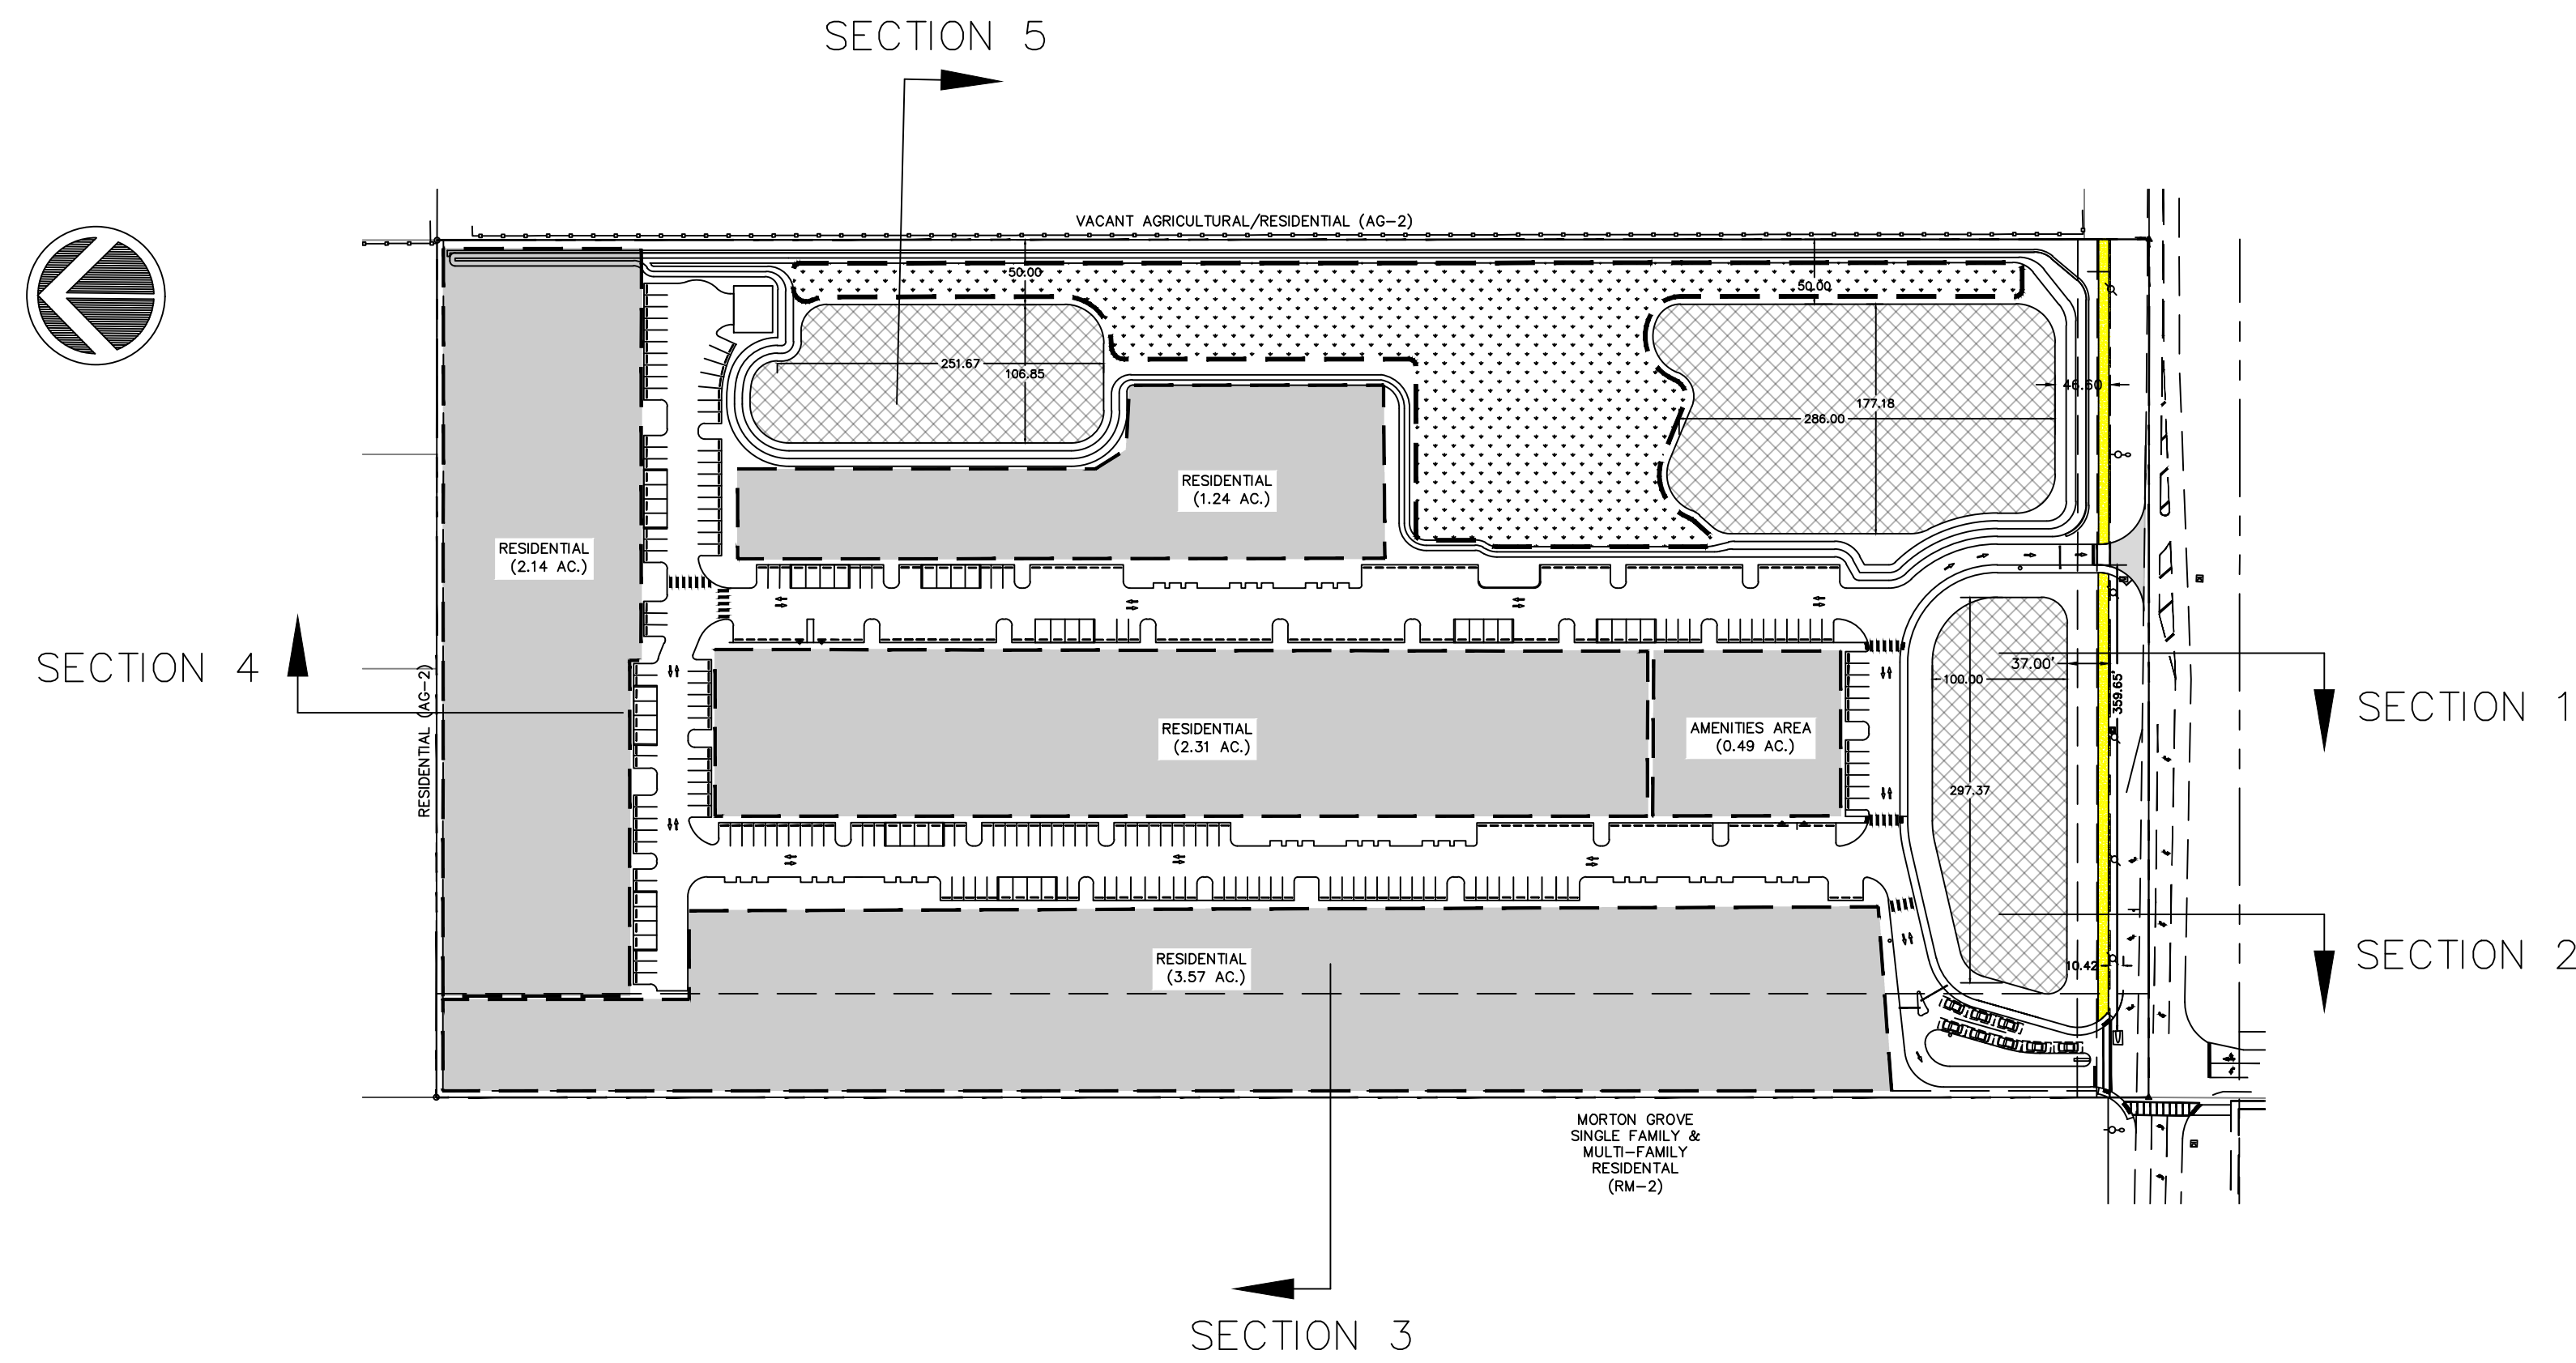 SECTION 5
VACANT AGRICULTURAL/RESIDENTIAL (AG-2)
50.00
50.00
251.67
106.85
46.60
177.18
286.00
RESIDENTIAL
(1.24 AC.)
RESIDENTIAL
(2.14 AC.)
SECTION 4
RESIDENTIAL (AG-2)
37.00'
100.00
359.65'
SECTION 1
RESIDENTIAL
(2.31 AC.)
AMENITIES AREA
(0.49 AC.)
297.37
RESIDENTIAL
(3.57 AC.)
10.42
SECTION 2
MORTON GROVE
SINGLE FAMILY &
MULTI-FAMILY
RESIDENTAL
(RM-2)
SECTION 3